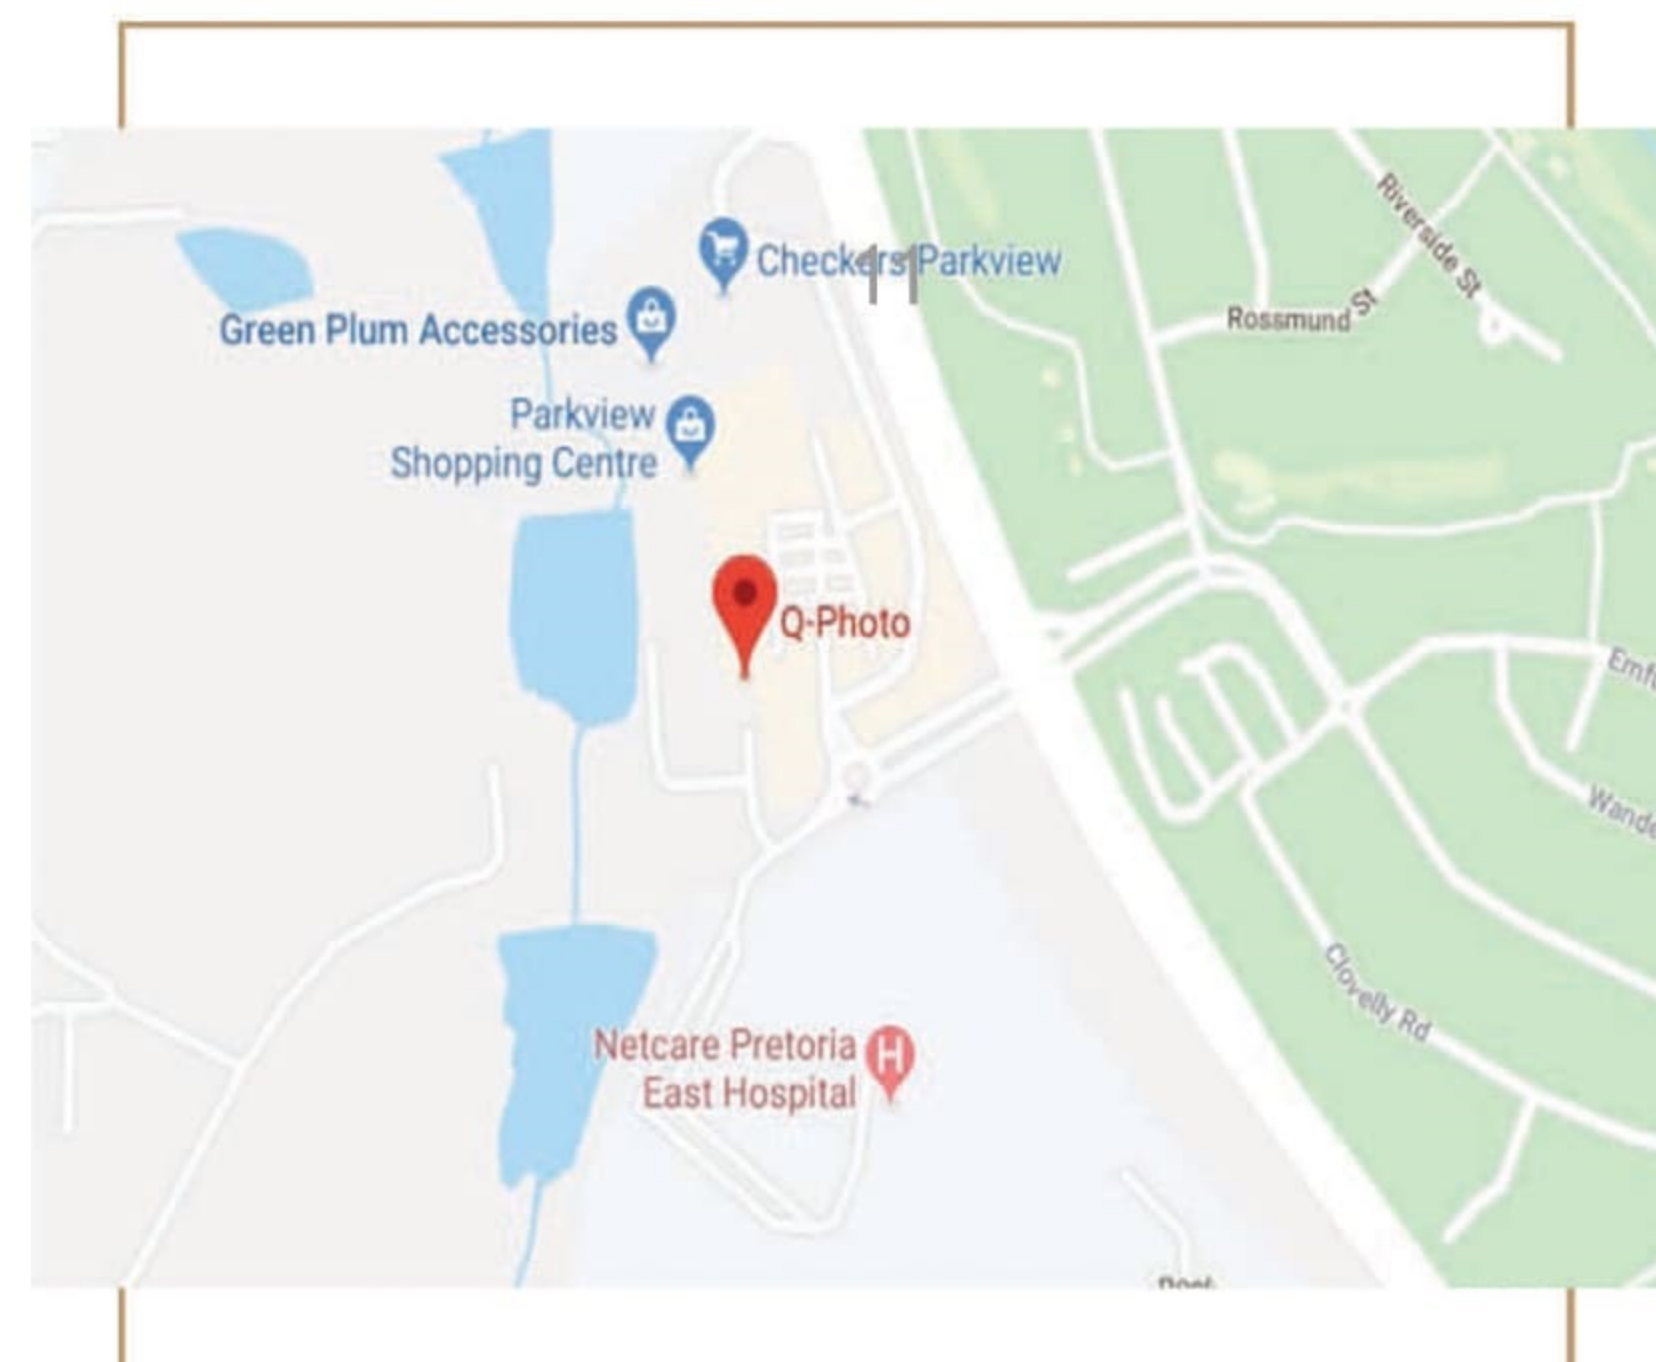 Riverside St
Checkers Parkview
11
Rossmund St
Green Plum Accessories
Parkview
Shopping Centre
Q-Photo
Clovelly Rd
Netcare Pretoria
East Hospital
H